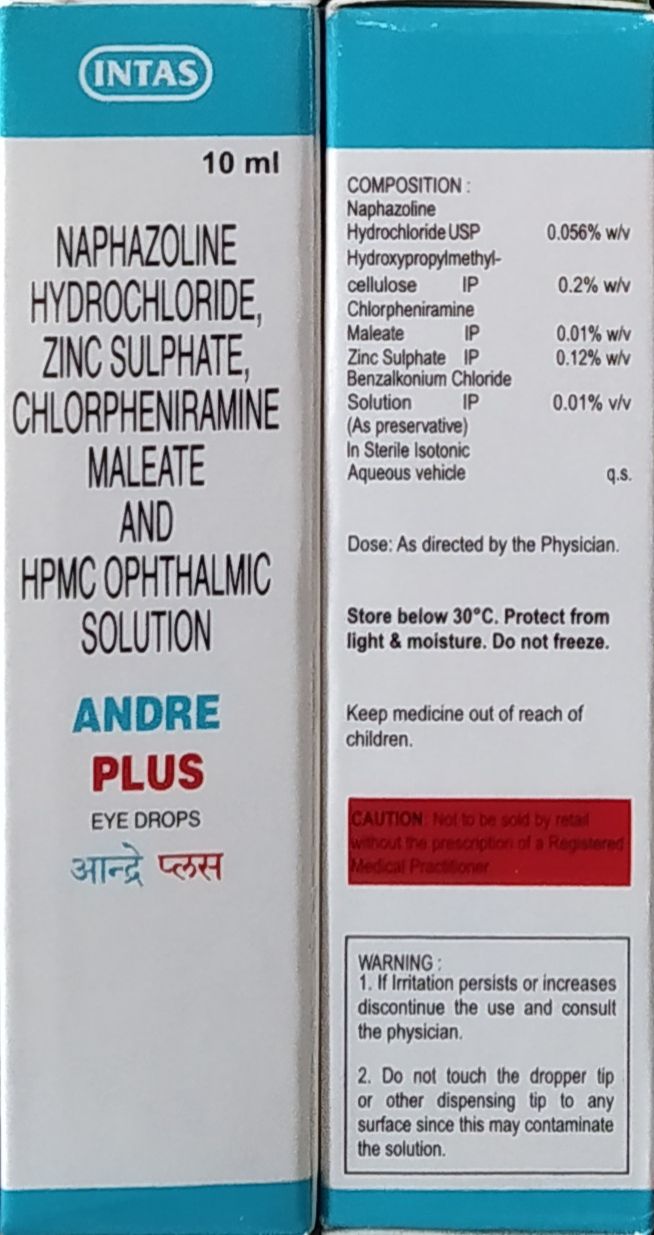 INTAS
10 ml
NAPHAZOLINE
HYDROCHLORIDE,
ZINC SULPHATE,
CHLORPHENIRAMINE
MALEATE
AND
HPMC OPHTHALMIC
SOLUTION
ANDRE
PLUS
EYE DROPS
आन्द्रे प्लस
COMPOSITION :
Naphazoline
Hydrochloride USP 0.056% w/v
Hydroxypropylmethyl-
cellulose IP 0.2% w/v
Chlorpheniramine
Maleate IP 0.01% w/v
Zinc Sulphate IP 0.12% w/v
Benzalkonium Chloride
Solution IP 0.01% v/v
(As preservative)
In Sterile Isotonic
Aqueous vehicle q.s.
Dose: As directed by the Physician.
Store below 30°C. Protect from
light & moisture. Do not freeze.
Keep medicine out of reach of
children.
CAUTION: Not to be sold by retail
without the prescription of a Registered
Medical Practitioner
WARNING :
1. If Irritation persists or increases
discontinue the use and consult
the physician.
2. Do not touch the dropper tip
or other dispensing tip to any
surface since this may contaminate
the solution.